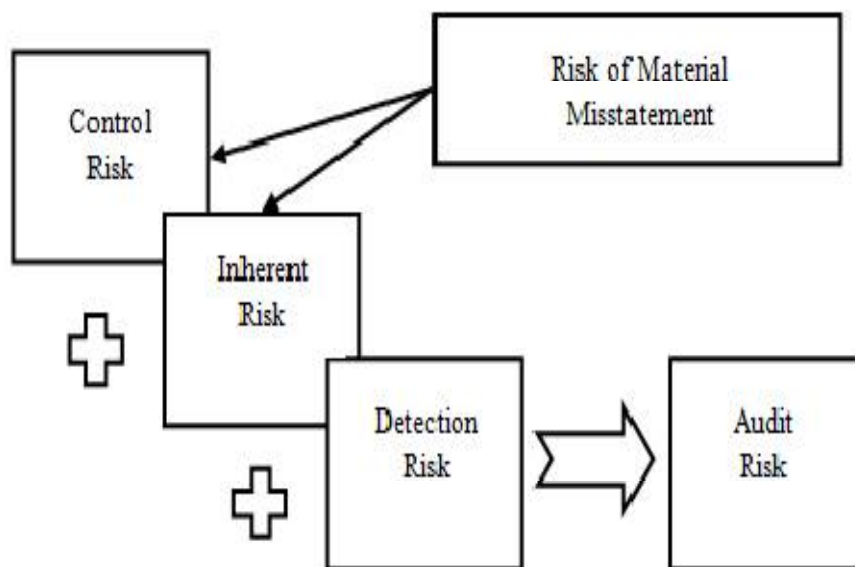 Control
Risk
Risk of Material
Misstatement
Inherent
Risk
Detection
Risk
Audit
Risk